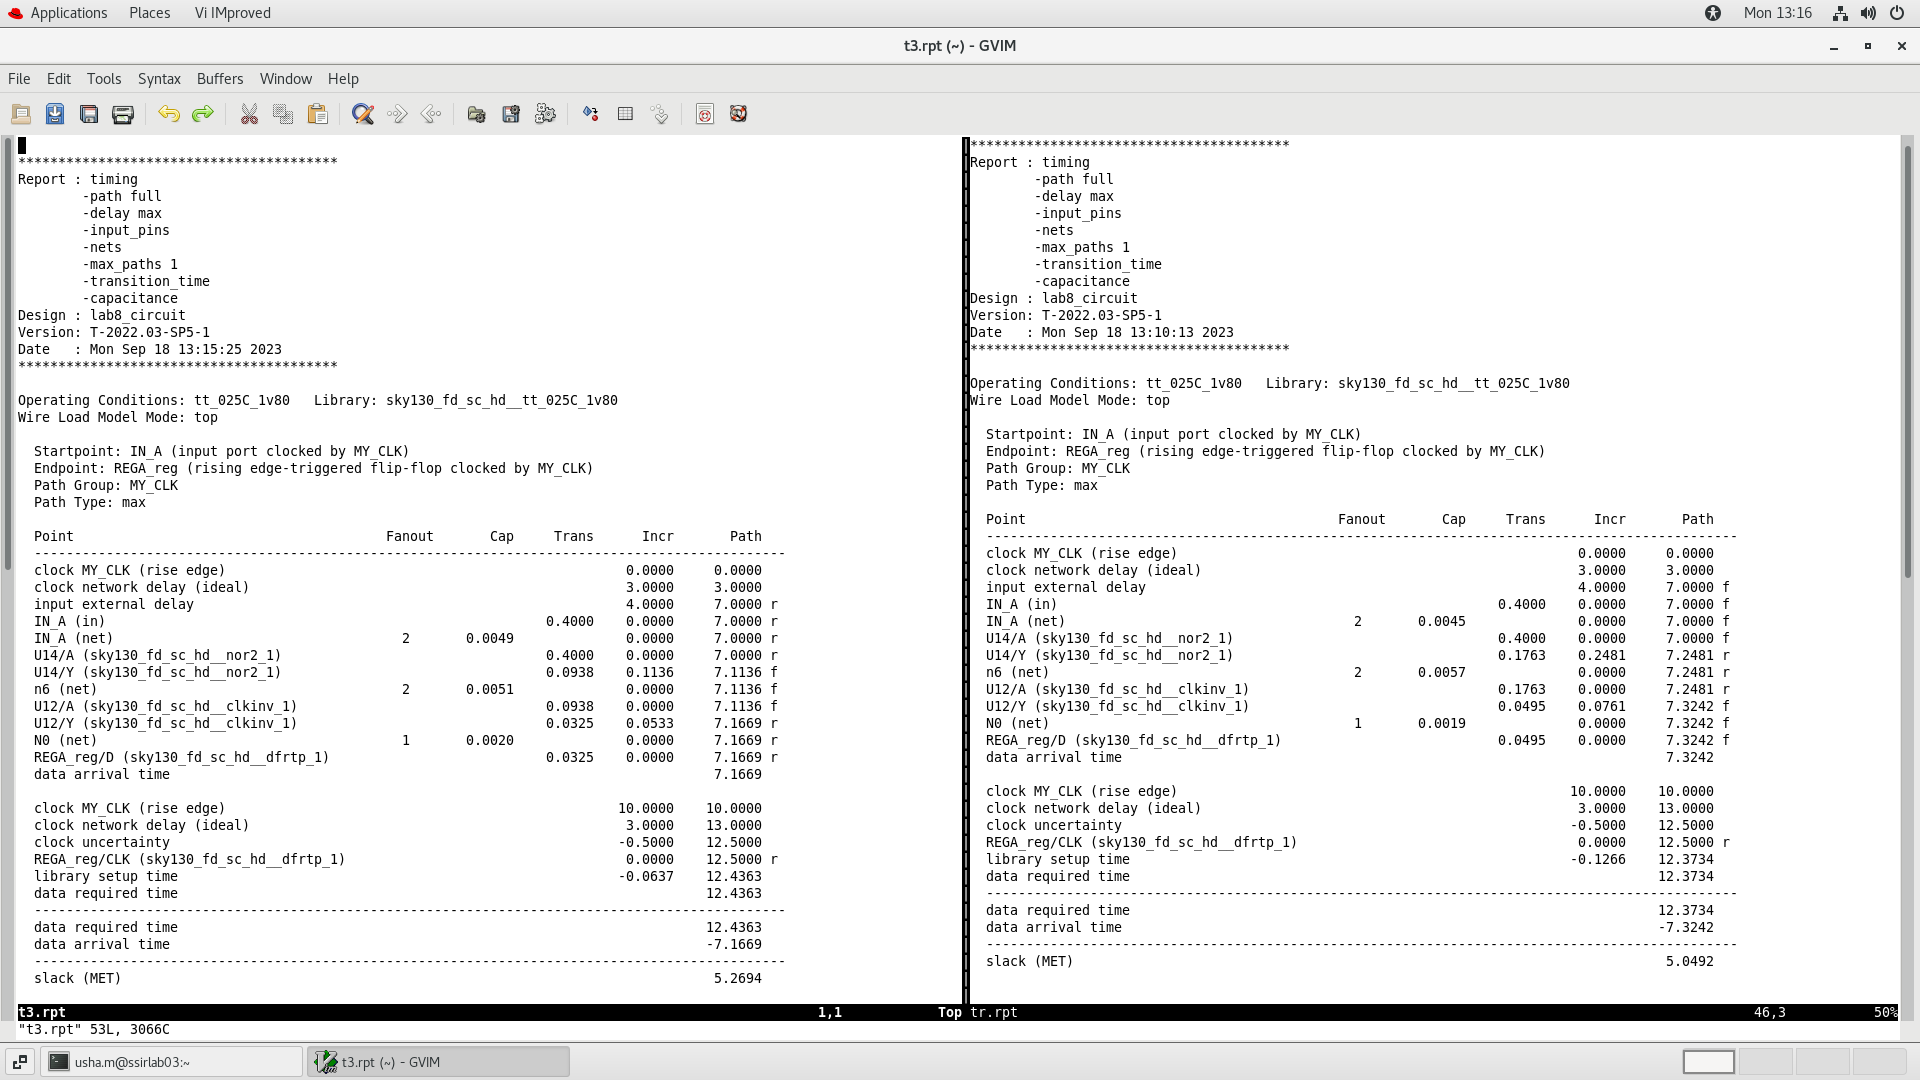 Applications Places Vi IMproved Mon 13:16
t3.rpt (~) - GVIM
File Edit Tools Syntax Buffers Window Help
****************************************
Report : timing
        -path full
        -delay max
        -input_pins
        -nets
        -max_paths 1
        -transition_time
        -capacitance
Design : lab8_circuit
Version: T-2022.03-SP5-1
Date   : Mon Sep 18 13:15:25 2023
****************************************
Operating Conditions: tt_025C_1v80   Library: sky130_fd_sc_hd__tt_025C_1v80
Wire Load Model Mode: top
  Startpoint: IN_A (input port clocked by MY_CLK)
  Endpoint: REGA_reg (rising edge-triggered flip-flop clocked by MY_CLK)
  Path Group: MY_CLK
  Path Type: max
  Point Fanout Cap Trans Incr Path
  ----------------------------------------------------------------------------------------------
  clock MY_CLK (rise edge) 0.0000 0.0000
  clock network delay (ideal) 3.0000 3.0000
  input external delay 4.0000 7.0000 r
  IN_A (in) 0.4000 0.0000 7.0000 r
  IN_A (net) 2 0.0049 0.0000 7.0000 r
  U14/A (sky130_fd_sc_hd__nor2_1) 0.4000 0.0000 7.0000 r
  U14/Y (sky130_fd_sc_hd__nor2_1) 0.0938 0.1136 7.1136 f
  n6 (net) 2 0.0051 0.0000 7.1136 f
  U12/A (sky130_fd_sc_hd__clkinv_1) 0.0938 0.0000 7.1136 f
  U12/Y (sky130_fd_sc_hd__clkinv_1) 0.0325 0.0533 7.1669 r
  N0 (net) 1 0.0020 0.0000 7.1669 r
  REGA_reg/D (sky130_fd_sc_hd__dfrtp_1) 0.0325 0.0000 7.1669 r
  data arrival time 7.1669
  clock MY_CLK (rise edge) 10.0000 10.0000
  clock network delay (ideal) 3.0000 13.0000
  clock uncertainty -0.5000 12.5000
  REGA_reg/CLK (sky130_fd_sc_hd__dfrtp_1) 0.0000 12.5000 r
  library setup time -0.0637 12.4363
  data required time 12.4363
  ----------------------------------------------------------------------------------------------
  data required time 12.4363
  data arrival time -7.1669
  ----------------------------------------------------------------------------------------------
  slack (MET) 5.2694
t3.rpt 1,1 Top
"t3.rpt" 53L, 3066C
****************************************
Report : timing
        -path full
        -delay max
        -input_pins
        -nets
        -max_paths 1
        -transition_time
        -capacitance
Design : lab8_circuit
Version: T-2022.03-SP5-1
Date   : Mon Sep 18 13:10:13 2023
****************************************
Operating Conditions: tt_025C_1v80   Library: sky130_fd_sc_hd__tt_025C_1v80
Wire Load Model Mode: top
  Startpoint: IN_A (input port clocked by MY_CLK)
  Endpoint: REGA_reg (rising edge-triggered flip-flop clocked by MY_CLK)
  Path Group: MY_CLK
  Path Type: max
  Point Fanout Cap Trans Incr Path
  ----------------------------------------------------------------------------------------------
  clock MY_CLK (rise edge) 0.0000 0.0000
  clock network delay (ideal) 3.0000 3.0000
  input external delay 4.0000 7.0000 f
  IN_A (in) 0.4000 0.0000 7.0000 f
  IN_A (net) 2 0.0045 0.0000 7.0000 f
  U14/A (sky130_fd_sc_hd__nor2_1) 0.4000 0.0000 7.0000 f
  U14/Y (sky130_fd_sc_hd__nor2_1) 0.1763 0.2481 7.2481 r
  n6 (net) 2 0.0057 0.0000 7.2481 r
  U12/A (sky130_fd_sc_hd__clkinv_1) 0.1763 0.0000 7.2481 r
  U12/Y (sky130_fd_sc_hd__clkinv_1) 0.0495 0.0761 7.3242 f
  N0 (net) 1 0.0019 0.0000 7.3242 f
  REGA_reg/D (sky130_fd_sc_hd__dfrtp_1) 0.0495 0.0000 7.3242 f
  data arrival time 7.3242
  clock MY_CLK (rise edge) 10.0000 10.0000
  clock network delay (ideal) 3.0000 13.0000
  clock uncertainty -0.5000 12.5000
  REGA_reg/CLK (sky130_fd_sc_hd__dfrtp_1) 0.0000 12.5000 r
  library setup time -0.1266 12.3734
  data required time 12.3734
  ----------------------------------------------------------------------------------------------
  data required time 12.3734
  data arrival time -7.3242
  ----------------------------------------------------------------------------------------------
  slack (MET) 5.0492
tr.rpt 46,3 50%
usha.m@ssirlab03:~ t3.rpt (~) - GVIM